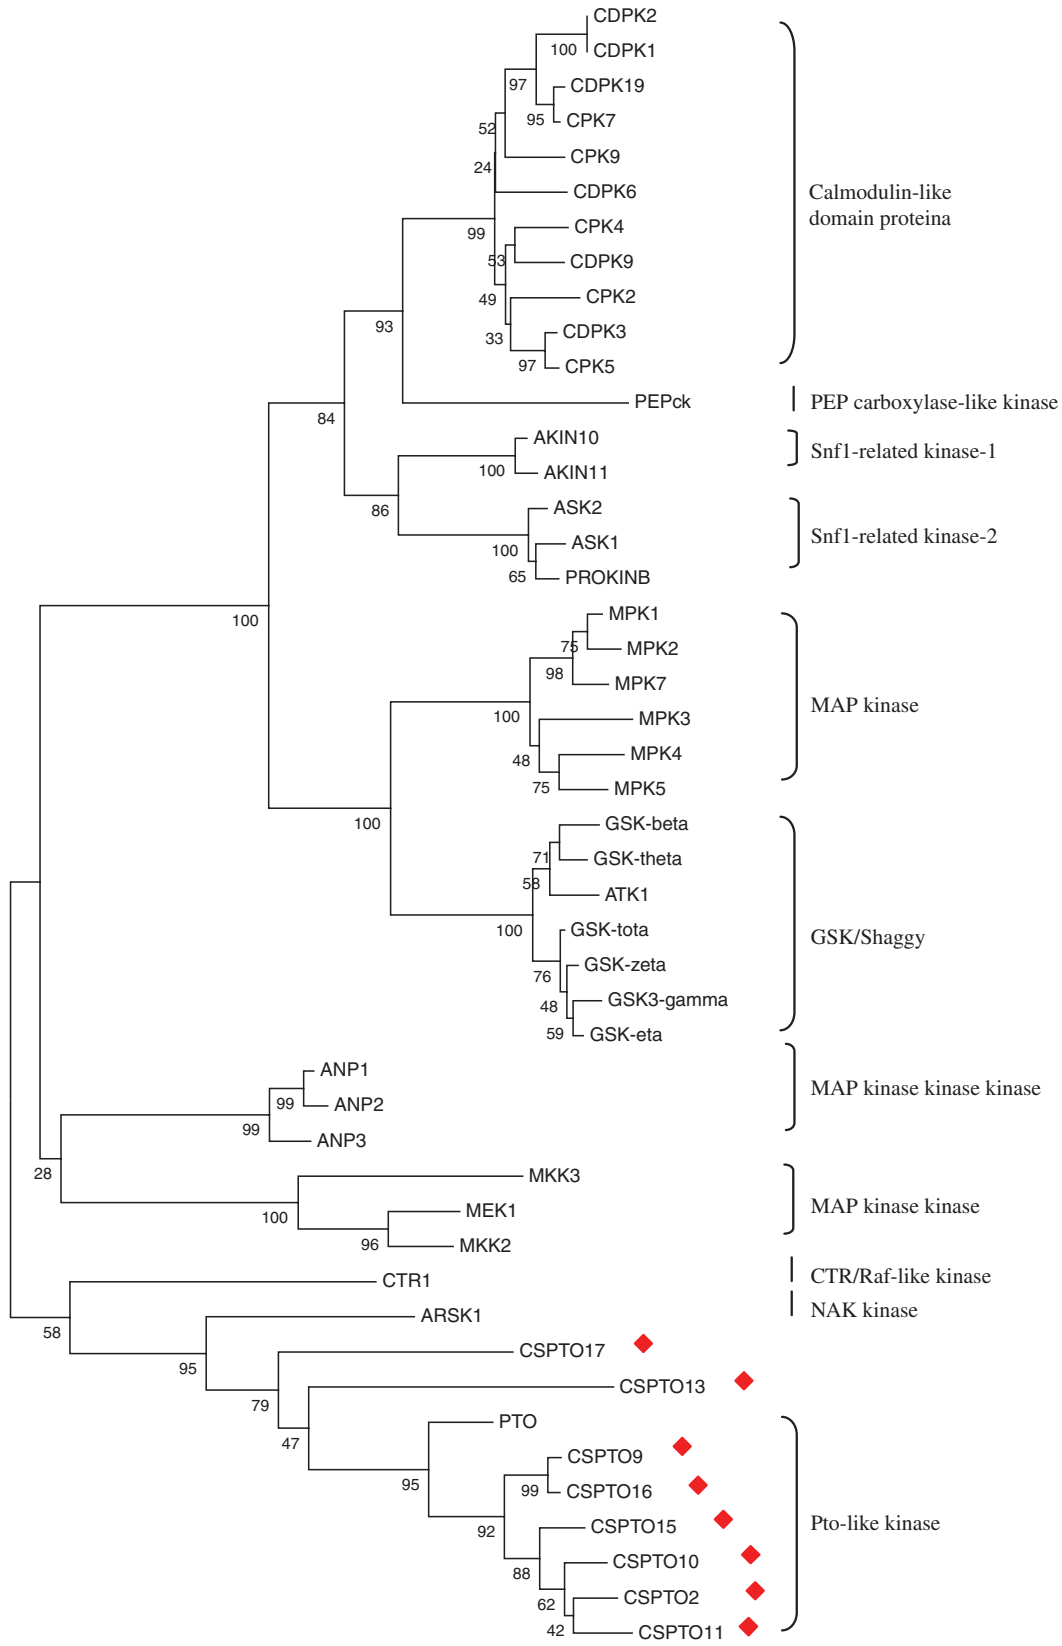 CDPK2
100
CDPK1
97
CDPK19
95
CPK7
52
CPK9
24
CDPK6
Calmodulin-like
domain proteina
99
CPK4
53
CDPK9
49
CPK2
33
CDPK3
97
CPK5
93
PEPck
PEP carboxylase-like kinase
84
AKIN10
100
AKIN11
Snf1-related kinase-1
86
ASK2
100
ASK1
65
PROKINB
Snf1-related kinase-2
100
MPK1
75
MPK2
98
MPK7
100
MPK3
48
MPK4
75
MPK5
MAP kinase
100
GSK-beta
71
GSK-theta
58
ATK1
100
GSK-tota
76
GSK-zeta
48
GSK3-gamma
59
GSK-eta
GSK/Shaggy
ANP1
99
ANP2
99
ANP3
MAP kinase kinase kinase
28
MKK3
100
MEK1
96
MKK2
MAP kinase kinase
CTR1
CTR/Raf-like kinase
58
ARSK1
NAK kinase
95
CSPTO17
79
CSPTO13
47
PTO
95
CSPTO9
99
CSPTO16
92
CSPTO15
88
CSPTO10
62
CSPTO2
42
CSPTO11
Pto-like kinase